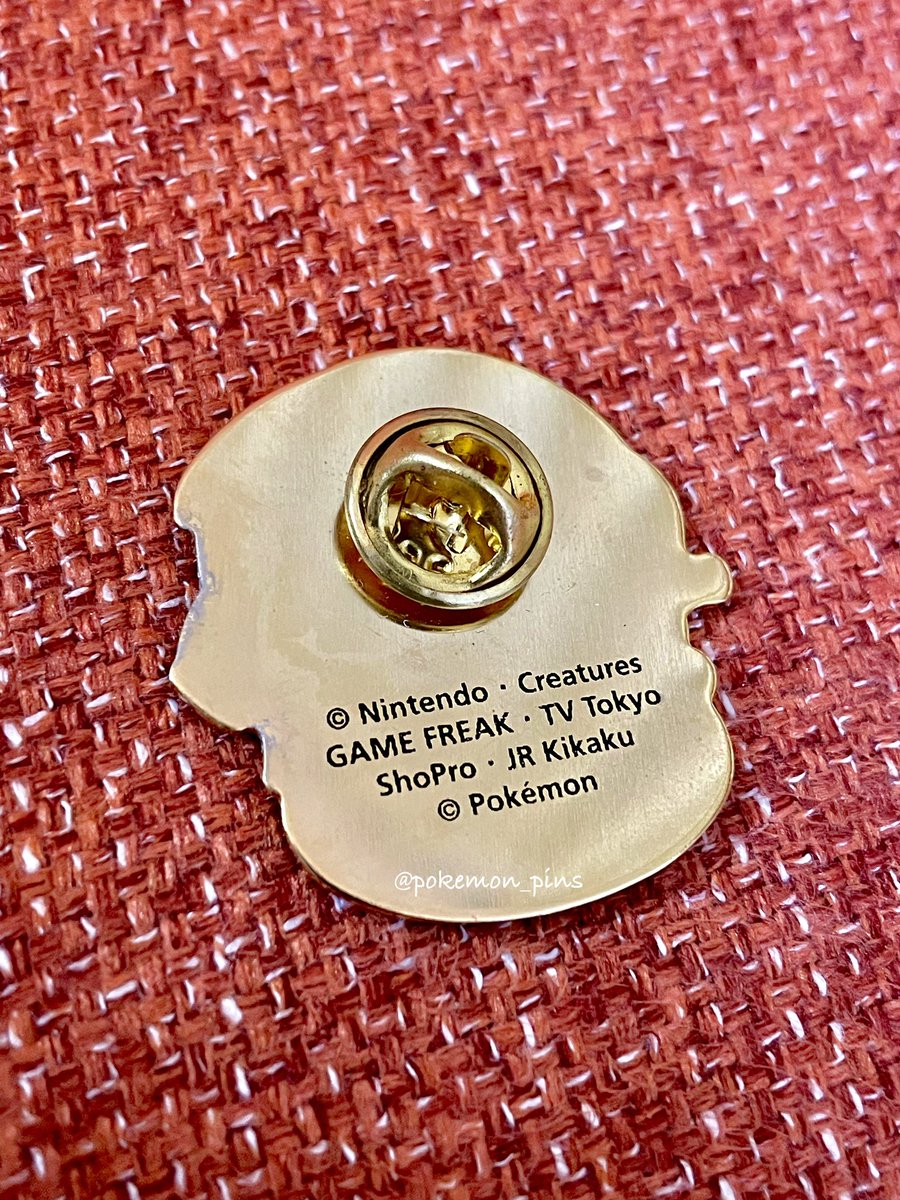 © Nintendo · Creatures
GAME FREAK · TV Tokyo
ShoPro · JR Kikaku
© Pokémon
@pokemon_pins